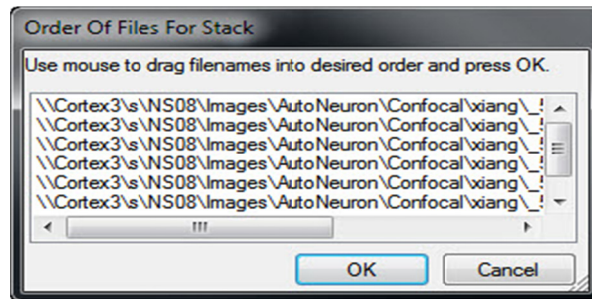 Order Of Files For Stack
Use mouse to drag filenames into desired order and press OK.
\\Cortex3\s\NS08\Images\AutoNeuron\Confocal\xiang\_
\\Cortex3\s\NS08\Images\AutoNeuron\Confocal\xiang\_
\\Cortex3\s\NS08\Images\AutoNeuron\Confocal\xiang\_
\\Cortex3\s\NS08\Images\AutoNeuron\Confocal\xiang\_
\\Cortex3\s\NS08\Images\AutoNeuron\Confocal\xiang\_
\\Cortex3\s\NS08\Images\AutoNeuron\Confocal\xiang\_
OK Cancel